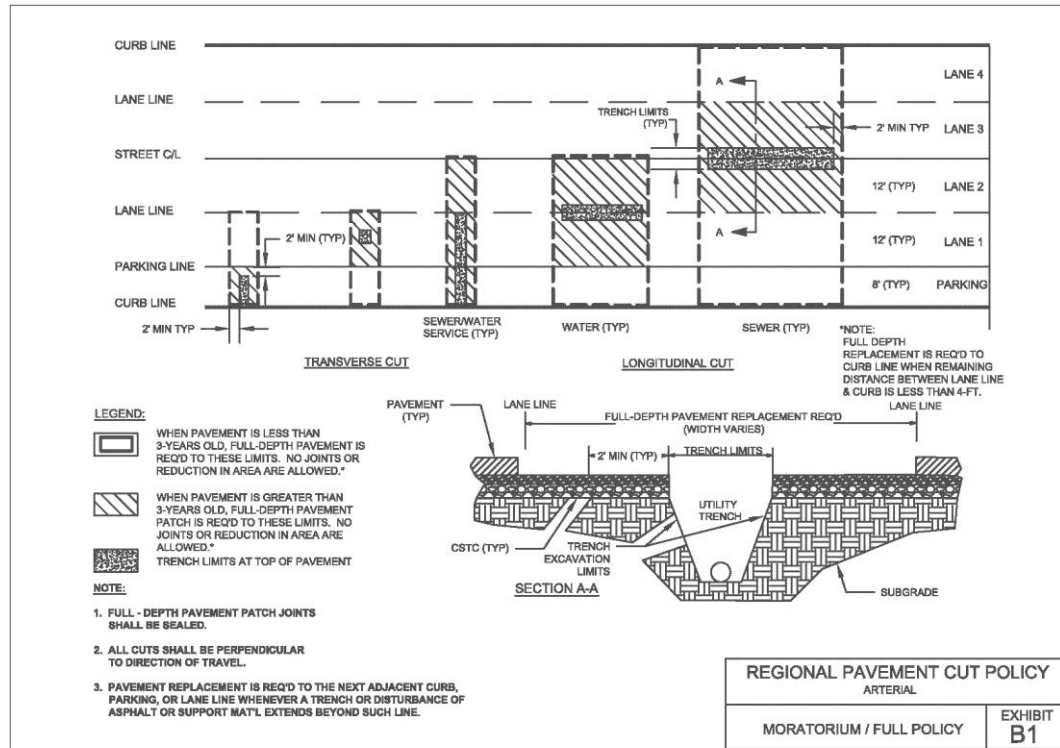 CURB LINE
LANE LINE
STREET C/L
LANE LINE
PARKING LINE
CURB LINE
A
A
TRENCH LIMITS
(TYP)
2' MIN TYP
LANE 4
LANE 3
12' (TYP)
LANE 2
12' (TYP)
LANE 1
8' (TYP)
PARKING
2' MIN (TYP)
2' MIN TYP
SEWER/WATER
SERVICE (TYP)
WATER (TYP)
SEWER (TYP)
TRANSVERSE CUT
LONGITUDINAL CUT
*NOTE:
FULL DEPTH
REPLACEMENT IS REQ'D TO
CURB LINE WHEN REMAINING
DISTANCE BETWEEN LANE LINE
& CURB IS LESS THAN 4-FT.
LEGEND:
WHEN PAVEMENT IS LESS THAN
3-YEARS OLD, FULL-DEPTH PAVEMENT IS
REQ'D TO THESE LIMITS. NO JOINTS OR
REDUCTION IN AREA ARE ALLOWED.*
WHEN PAVEMENT IS GREATER THAN
3-YEARS OLD, FULL-DEPTH PAVEMENT
PATCH IS REQ'D TO THESE LIMITS. NO
JOINTS OR REDUCTION IN AREA ARE
ALLOWED.*
TRENCH LIMITS AT TOP OF PAVEMENT
NOTE:
1. FULL - DEPTH PAVEMENT PATCH JOINTS
SHALL BE SEALED.
2. ALL CUTS SHALL BE PERPENDICULAR
TO DIRECTION OF TRAVEL.
3. PAVEMENT REPLACEMENT IS REQ'D TO THE NEXT ADJACENT CURB,
PARKING, OR LANE LINE WHENEVER A TRENCH OR DISTURBANCE OF
ASPHALT OR SUPPORT MAT'L EXTENDS BEYOND SUCH LINE.
PAVEMENT
(TYP)
LANE LINE
FULL-DEPTH PAVEMENT REPLACEMENT REQ'D
(WIDTH VARIES)
LANE LINE
2' MIN (TYP)
TRENCH LIMITS
UTILITY
TRENCH
CSTC (TYP)
TRENCH
EXCAVATION
LIMITS
SECTION A-A
SUBGRADE
REGIONAL PAVEMENT CUT POLICY
ARTERIAL
MORATORIUM / FULL POLICY
EXHIBIT
B1